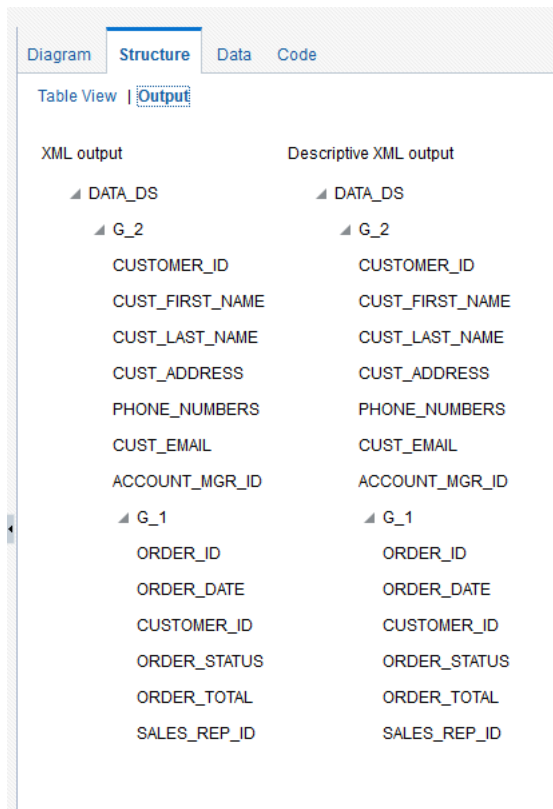 Diagram Structure Data Code
Table View | Output
XML output Descriptive XML output
DATA_DS DATA_DS
G_2 G_2
CUSTOMER_ID CUSTOMER_ID
CUST_FIRST_NAME CUST_FIRST_NAME
CUST_LAST_NAME CUST_LAST_NAME
CUST_ADDRESS CUST_ADDRESS
PHONE_NUMBERS PHONE_NUMBERS
CUST_EMAIL CUST_EMAIL
ACCOUNT_MGR_ID ACCOUNT_MGR_ID
G_1 G_1
ORDER_ID ORDER_ID
ORDER_DATE ORDER_DATE
CUSTOMER_ID CUSTOMER_ID
ORDER_STATUS ORDER_STATUS
ORDER_TOTAL ORDER_TOTAL
SALES_REP_ID SALES_REP_ID